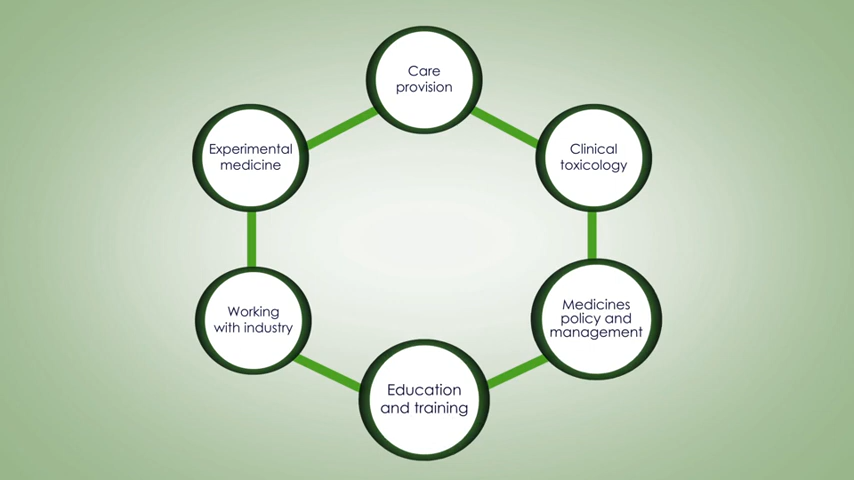 Care
provision
Experimental
medicine
Clinical
toxicology
Working
with industry
Medicines
policy and
management
Education
and training